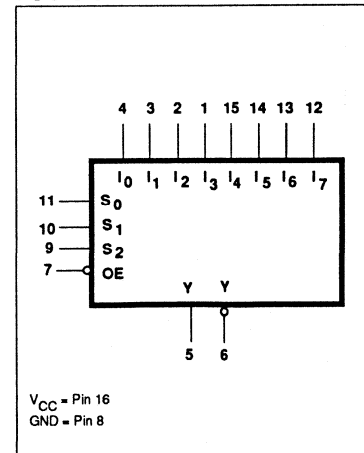 4 3 2 1 15 14 13 12
I0 I1 I2 I3 I4 I5 I6 I7
11 S0
10 S1
9 S2
7 OE
Y Y
5 6
VCC = Pin 16
GND = Pin 8